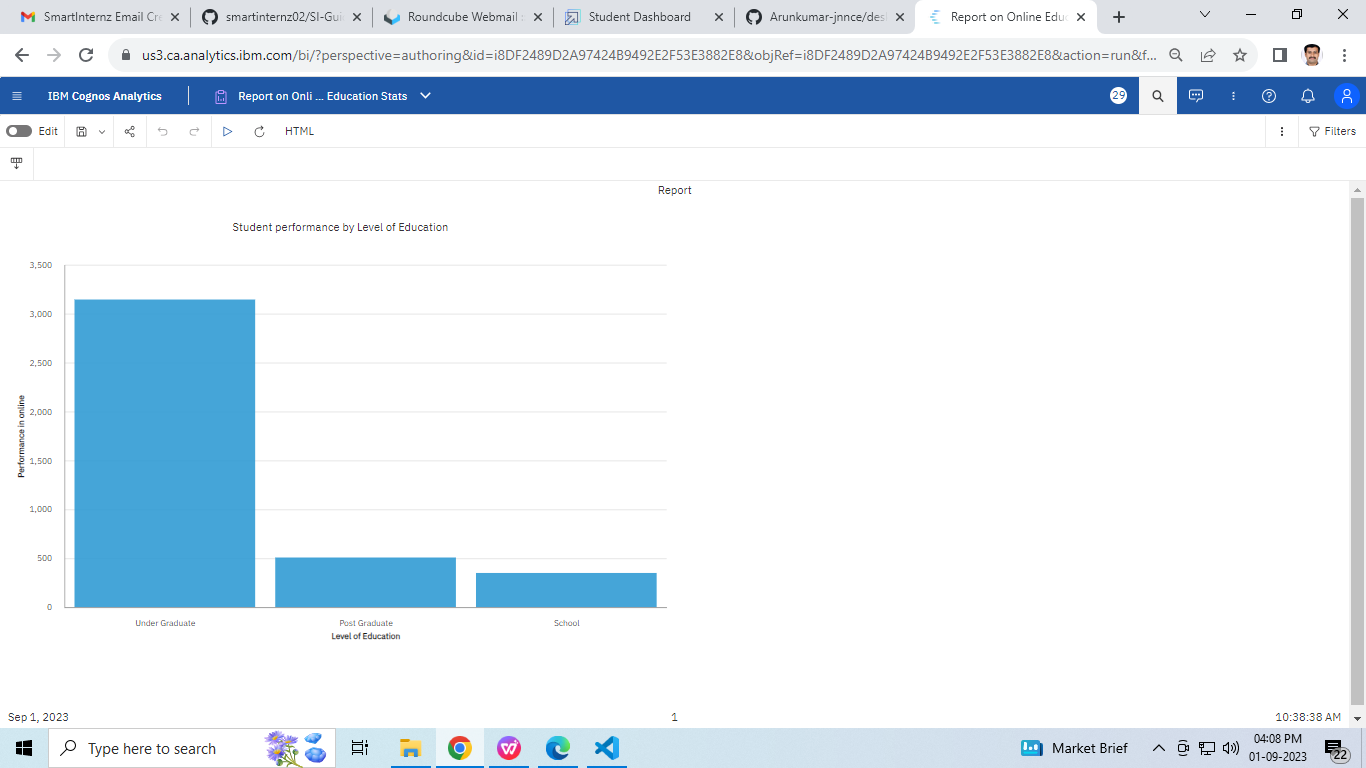 SmartInternz Email Cre
smartinternz02/SI-Gui
Roundcube Webmail :
Student Dashboard
Arunkumar-jnnce/des
Report on Online Educ
us3.ca.analytics.ibm.com/bi/?perspective=authoring&id=i8DF2489D2A97424B9492E2F53E3882E8&objRef=i8DF2489D2A97424B9492E2F53E3882E8&action=run&f...
IBM Cognos Analytics
Report on Onli ... Education Stats
29
Edit
HTML
Filters
Report
Student performance by Level of Education
3,500
3,000
2,500
2,000
1,500
1,000
500
0
Performance in online
Under Graduate Post Graduate School
Level of Education
Sep 1, 2023 1 10:38:38 AM
Type here to search
Market Brief
04:08 PM
01-09-2023
22